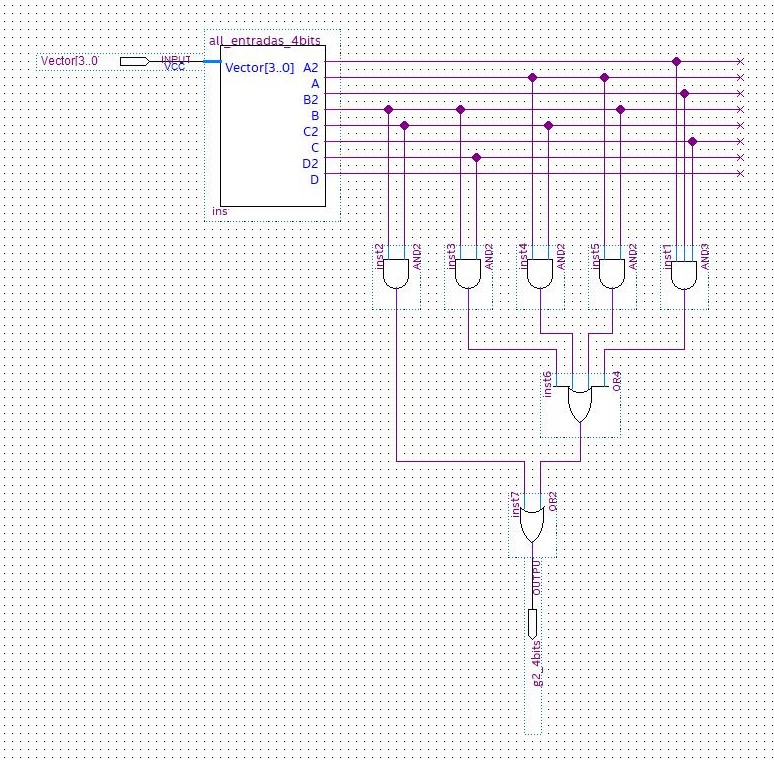 all_entradas_4bits
Vector[3..0
INPUT
VCC
Vector[3..0]
A2
A
B2
B
C2
C
D2
D
ins
inst2
AND2
inst3
AND2
inst4
AND2
inst5
AND2
inst1
AND3
inst6
OR4
inst7
OR2
OUTPU
g2_4bits